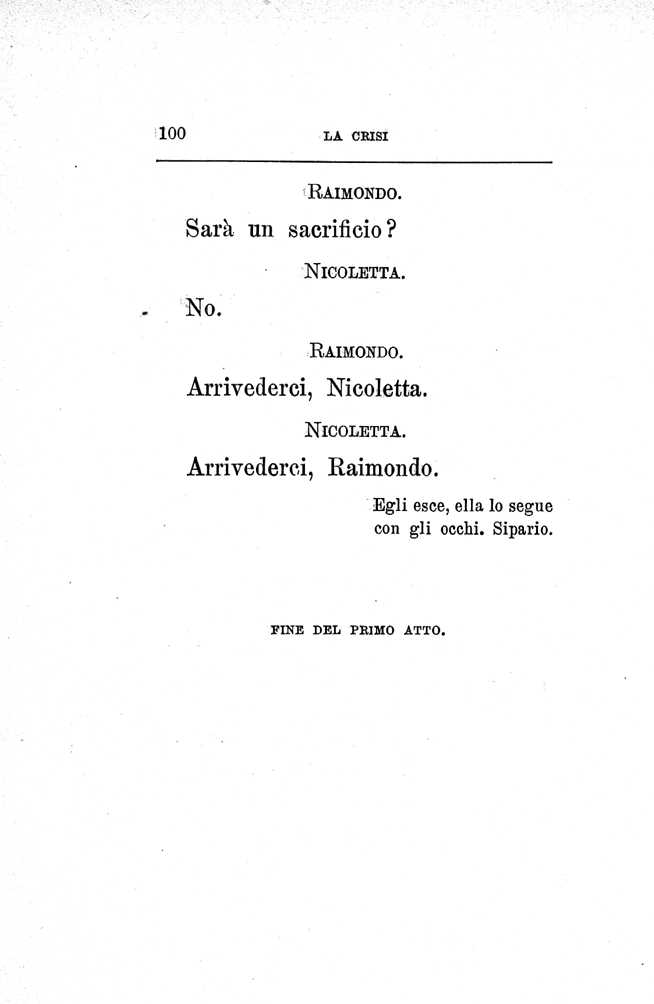 100 LA CRISI
RAIMONDO.
Sarà un sacrificio?
NICOLETTA.
No.
RAIMONDO.
Arrivederci, Nicoletta.
NICOLETTA.
Arrivederci, Raimondo.
Egli esce, ella lo segue
con gli occhi. Sipario.
FINE DEL PRIMO ATTO.